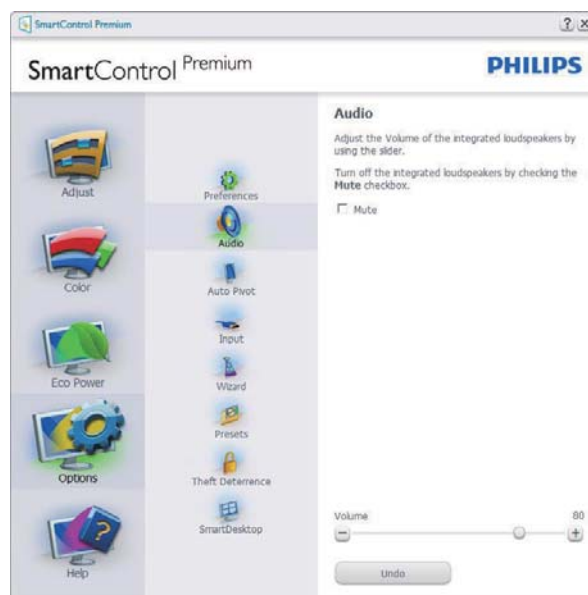 SmartControl Premium
? X
SmartControl Premium
PHILIPS
Adjust
Color
Eco Power
Options
Help
Preferences
Audio
Auto Pivot
Input
Wizard
Presets
Theft Deterrence
SmartDesktop
Audio
Adjust the Volume of the integrated loudspeakers by
using the slider.
Turn off the integrated loudspeakers by checking the
Mute checkbox.
Mute
Volume 80
Undo